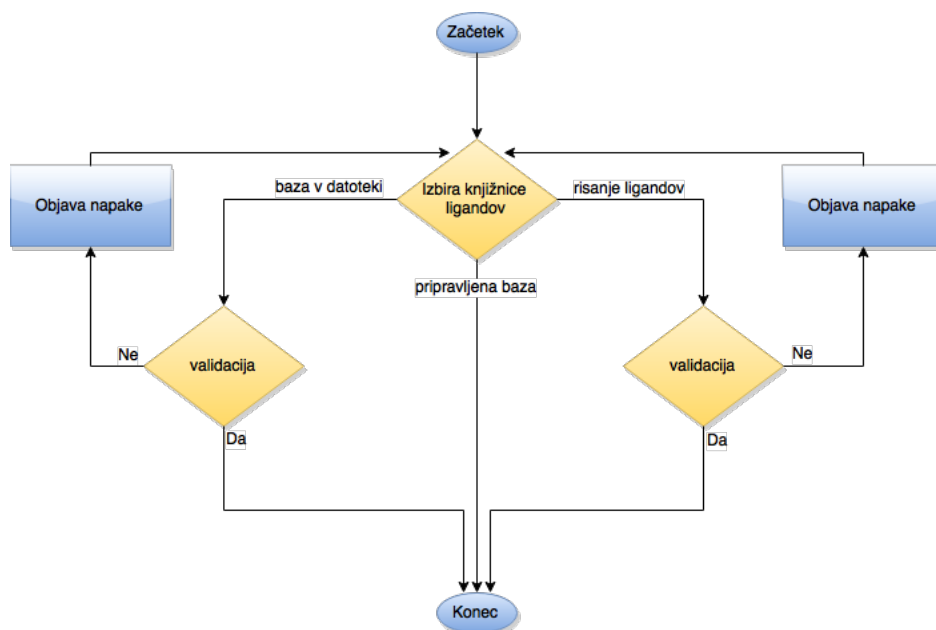 Začetek
baza v datoteki
Izbira knjižnice
ligandov
risanje ligandov
Objava napake
Objava napake
pripravljena baza
Ne
validacija
validacija
Ne
Da
Da
Konec